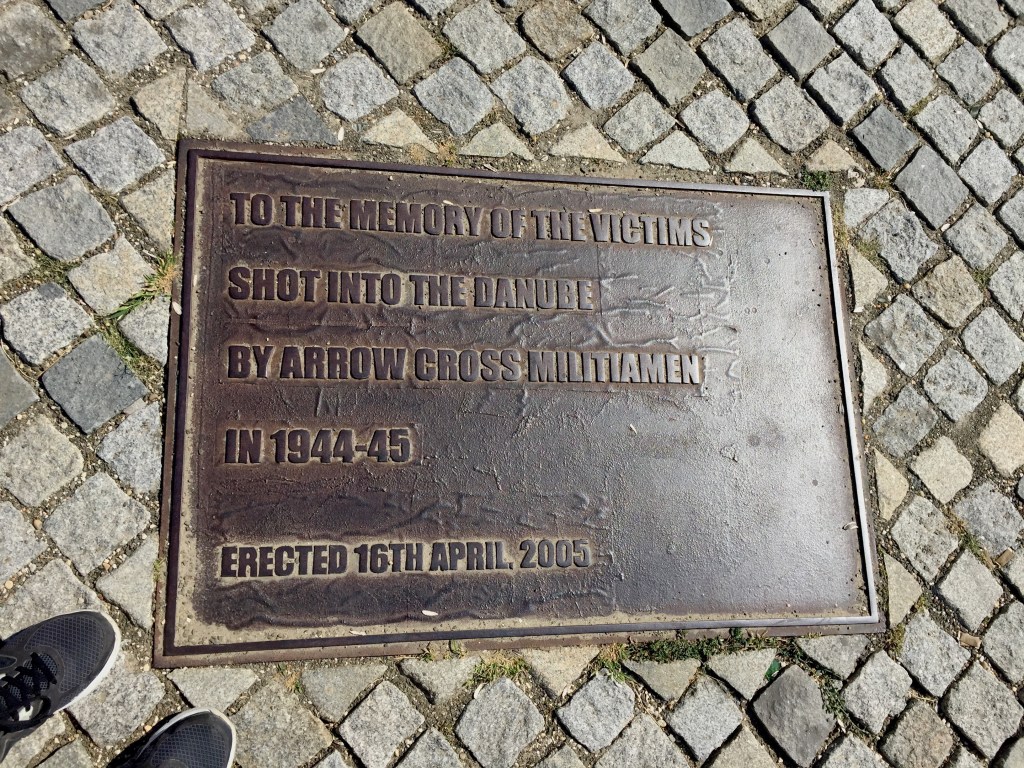 TO THE MEMORY OF THE VICTIMS
SHOT INTO THE DANUBE
BY ARROW CROSS MILITIAMEN
IN 1944-45
ERECTED 16TH APRIL, 2005